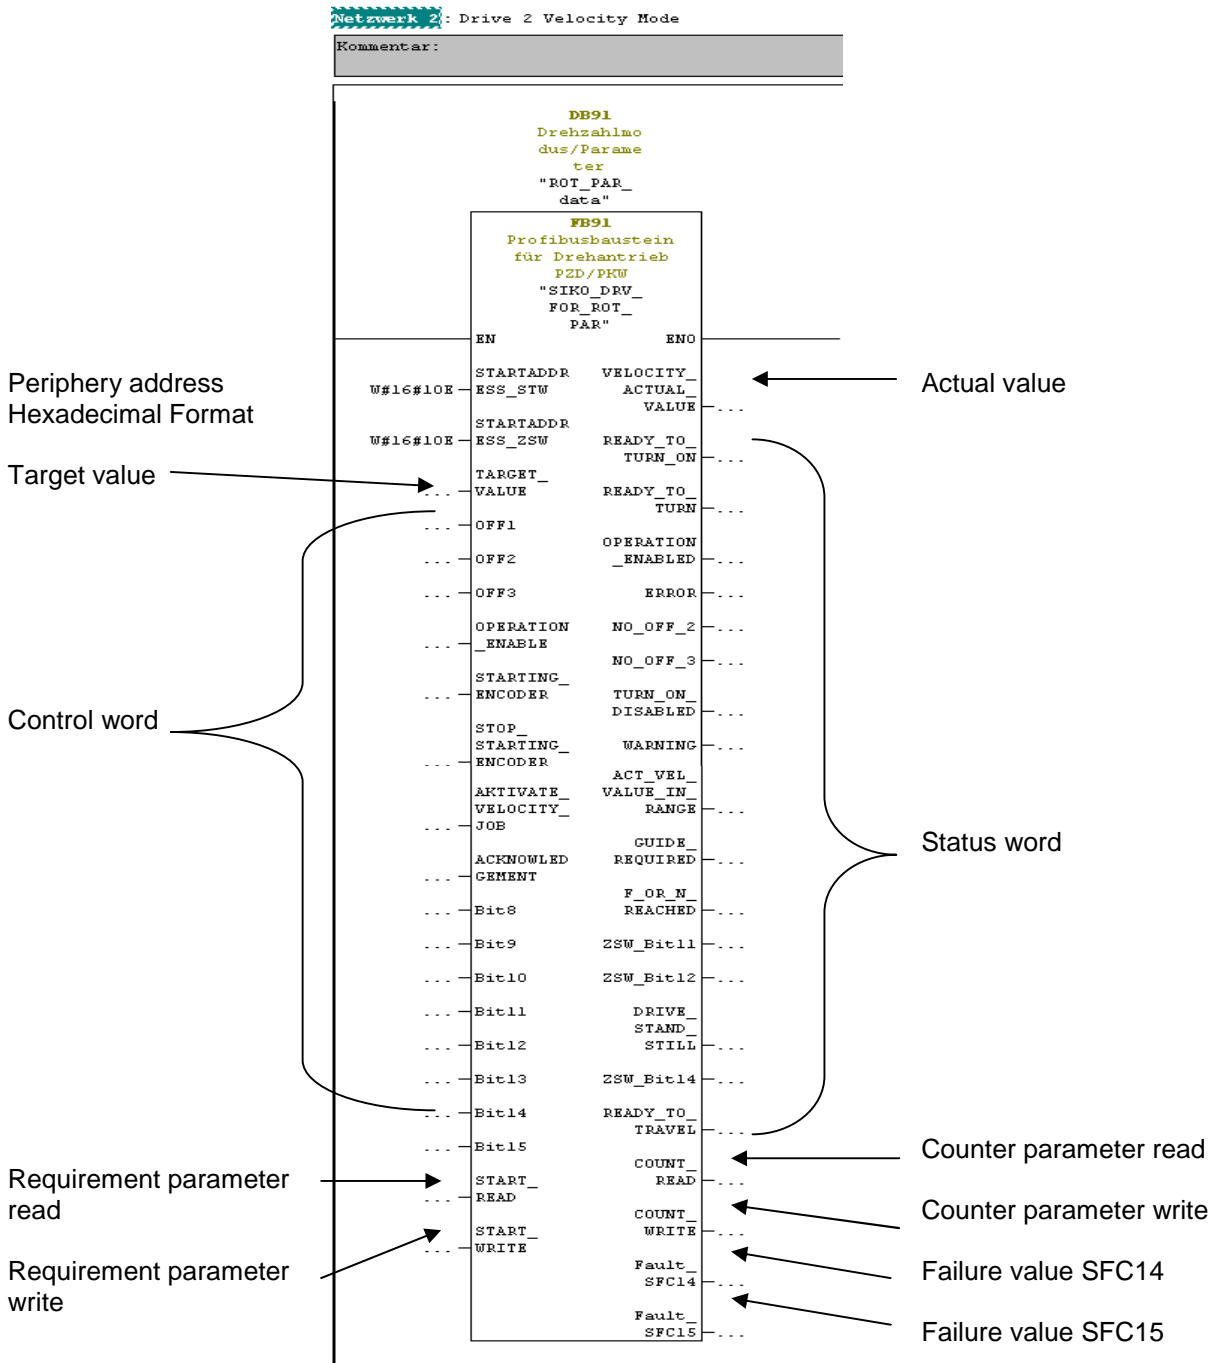 Netzwerk 2: Drive 2 Velocity Mode
Kommentar:
DB91
Drehzahlmo
dus/Parame
ter
"ROT_PAR_
data"
FB91
Profibusbaustein
für Drehantrieb
PZD/PKW
"SIKO_DRV_
FOR_ROT_
PAR"
EN
ENO
Periphery address
Hexadecimal Format
Target value
Control word
Requirement parameter
read
Requirement parameter
write
W#16#10E
STARTADDR
ESS_STW
W#16#10E
STARTADDR
ESS_ZSW
... TARGET_
VALUE
... OFF1
... OFF2
... OFF3
... OPERATION
_ENABLE
... STARTING_
ENCODER
... STOP_
STARTING_
ENCODER
... AKTIVATE_
VELOCITY_
JOB
... ACKNOWLED
GEMENT
... Bit8
... Bit9
... Bit10
... Bit11
... Bit12
... Bit13
... Bit14
... Bit15
... START_
READ
... START_
WRITE
VELOCITY_
ACTUAL_
VALUE ...
READY_TO_
TURN_ON ...
READY_TO_
TURN ...
OPERATION
_ENABLED ...
ERROR ...
NO_OFF_2 ...
NO_OFF_3 ...
TURN_ON_
DISABLED ...
WARNING ...
ACT_VEL_
VALUE_IN_
RANGE ...
GUIDE_
REQUIRED ...
F_OR_N_
REACHED ...
ZSW_Bit11 ...
ZSW_Bit12 ...
DRIVE_
STAND_
STILL ...
ZSW_Bit14 ...
READY_TO_
TRAVEL ...
COUNT_
READ ...
COUNT_
WRITE ...
Fault_
SFC14 ...
Fault_
SFC15 ...
Actual value
Status word
Counter parameter read
Counter parameter write
Failure value SFC14
Failure value SFC15